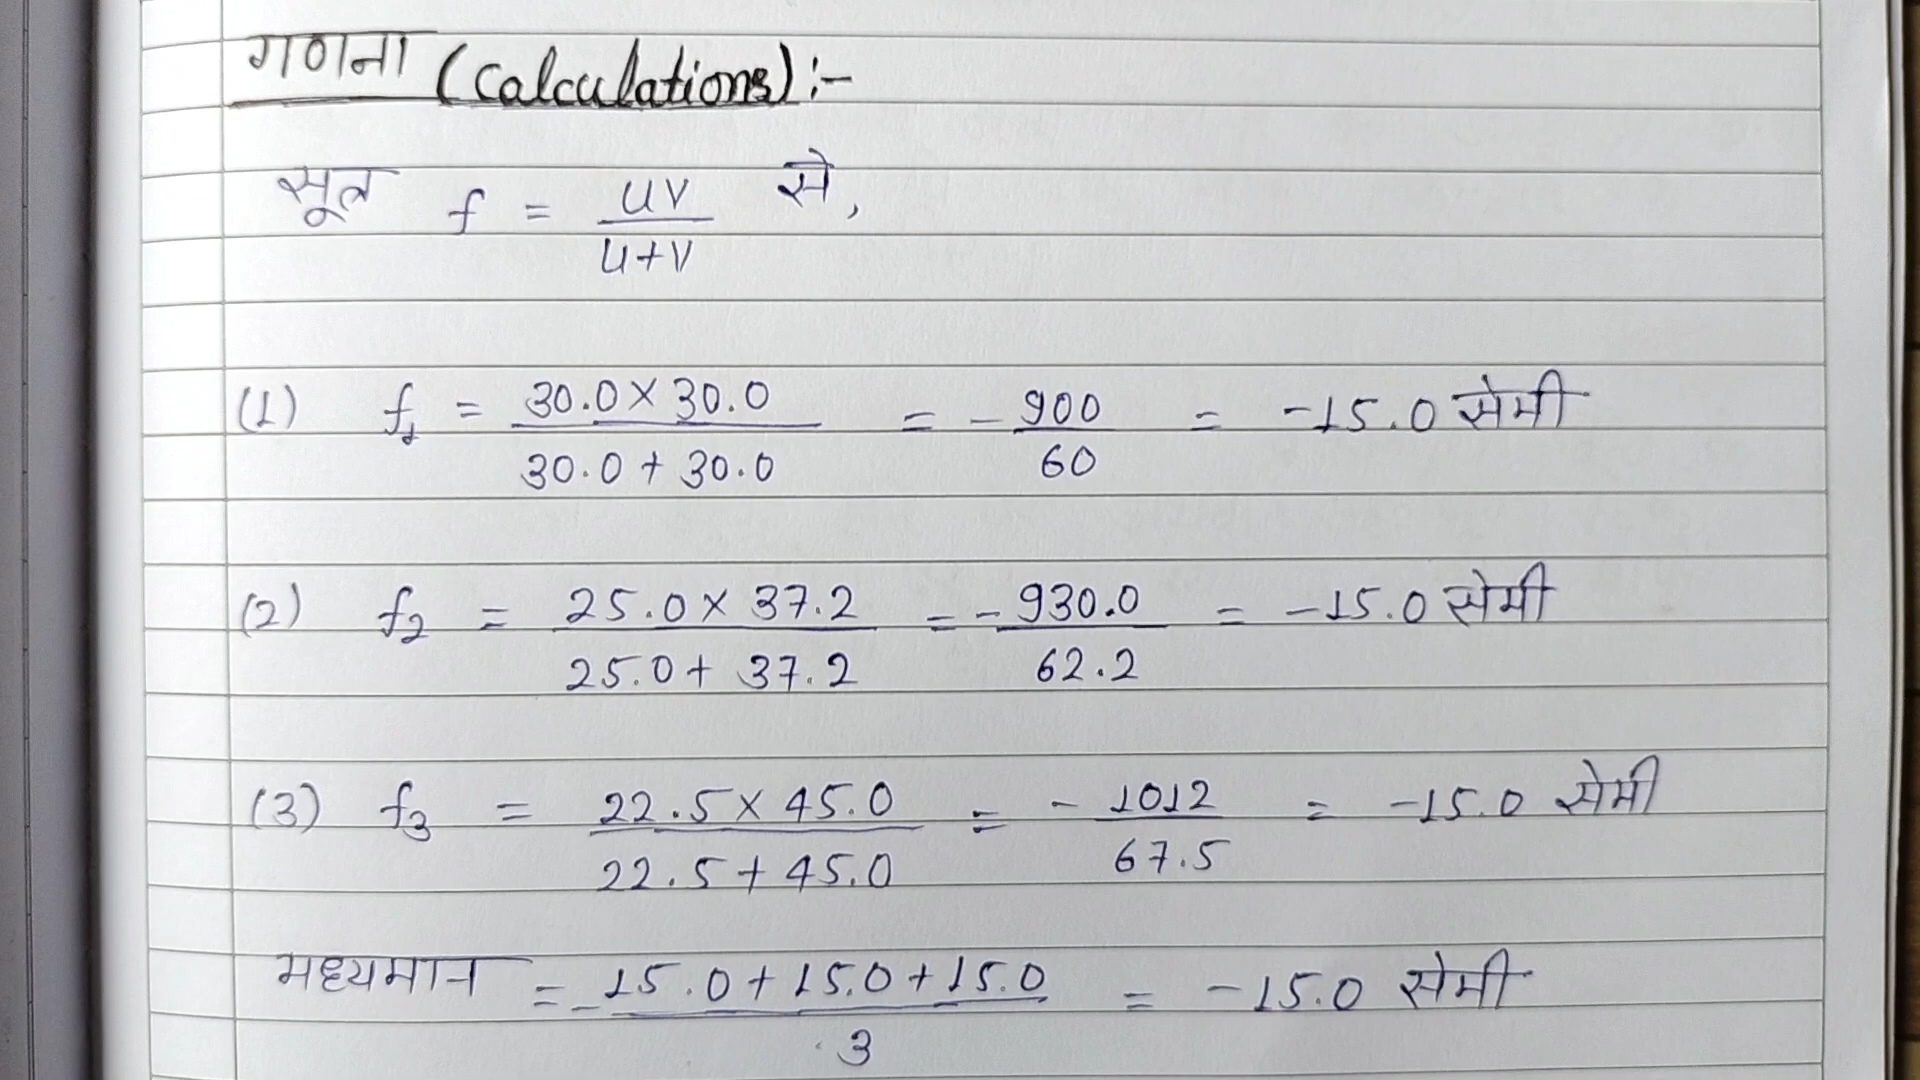 गणना (Calculations):-
सूत्र f = uv/u+v से,
(1) f₁ = 30.0×30.0/30.0+30.0 = -900/60 = -15.0 सेमी
(2) f₂ = 25.0×37.2/25.0+37.2 = -930.0/62.2 = -15.0 सेमी
(3) f₃ = 22.5×45.0/22.5+45.0 = -1012/67.5 = -15.0 सेमी
मध्यमान = -15.0+15.0+15.0/3 = -15.0 सेमी